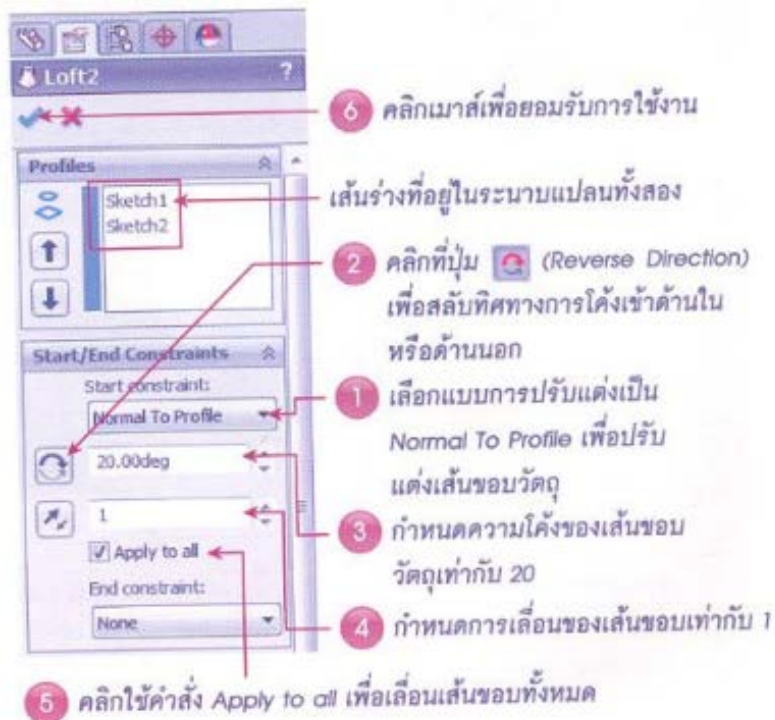 Loft2 ?
6 คลิกเมาส์เพื่อยอมรับการใช้งาน
Profiles
Sketch1
Sketch2
เส้นร่างที่อยู่ในระนาบแปลนทั้งสอง
2 คลิกที่ปุ่ม (Reverse Direction)
เพื่อสลับทิศทางการโค้งเข้าด้านใน
หรือด้านนอก
Start/End Constraints
Start constraint:
Normal To Profile
1 เลือกแบบการปรับแต่งเป็น
Normal To Profile เพื่อปรับ
แต่งเส้นขอบวัตถุ
20.00deg
1
3 กำหนดความโค้งของเส้นขอบ
วัตถุเท่ากับ 20
Apply to all
End constraint:
None
4 กำหนดการเลื่อนของเส้นขอบเท่ากับ 1
5 คลิกใช้คำสั่ง Apply to all เพื่อเลื่อนเส้นขอบทั้งหมด